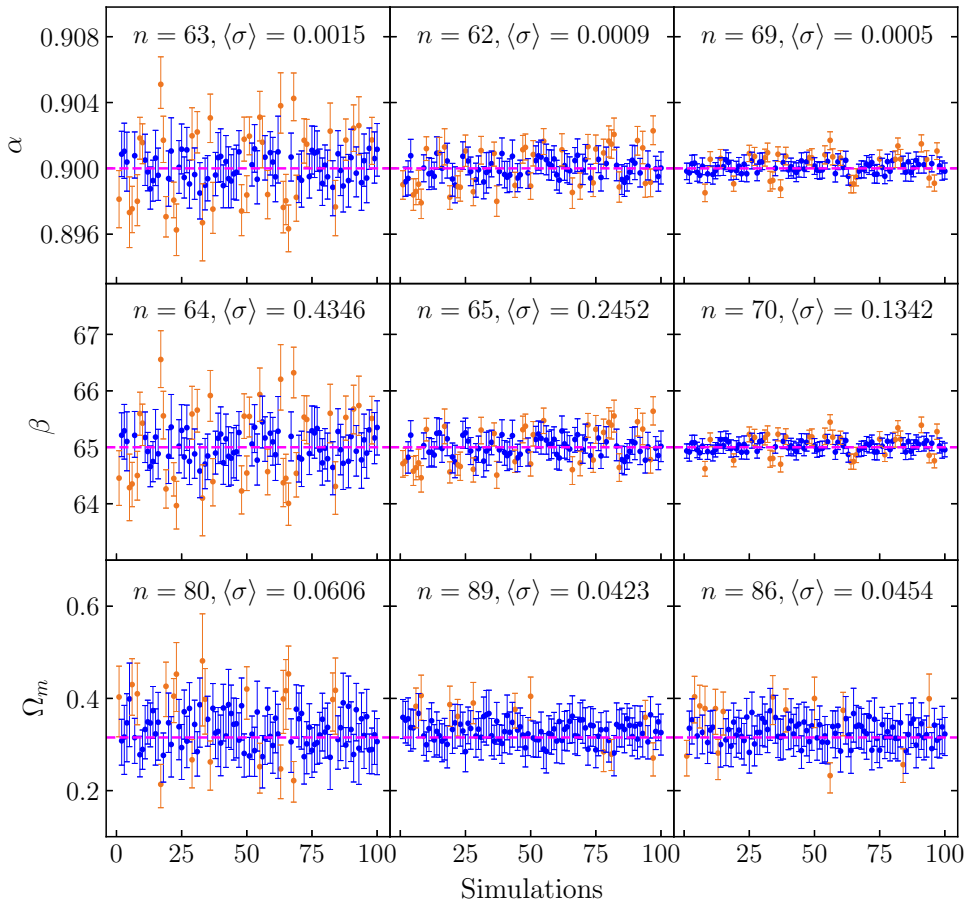 0.908
0.904
0.900
0.896
α
n = 63, ⟨σ⟩ = 0.0015
n = 62, ⟨σ⟩ = 0.0009
n = 69, ⟨σ⟩ = 0.0005
67
66
65
64
β
n = 64, ⟨σ⟩ = 0.4346
n = 65, ⟨σ⟩ = 0.2452
n = 70, ⟨σ⟩ = 0.1342
0.6
0.4
0.2
Ωₘ
n = 80, ⟨σ⟩ = 0.0606
n = 89, ⟨σ⟩ = 0.0423
n = 86, ⟨σ⟩ = 0.0454
0 25 50 75 100 0 25 50 75 100 0 25 50 75 100
Simulations